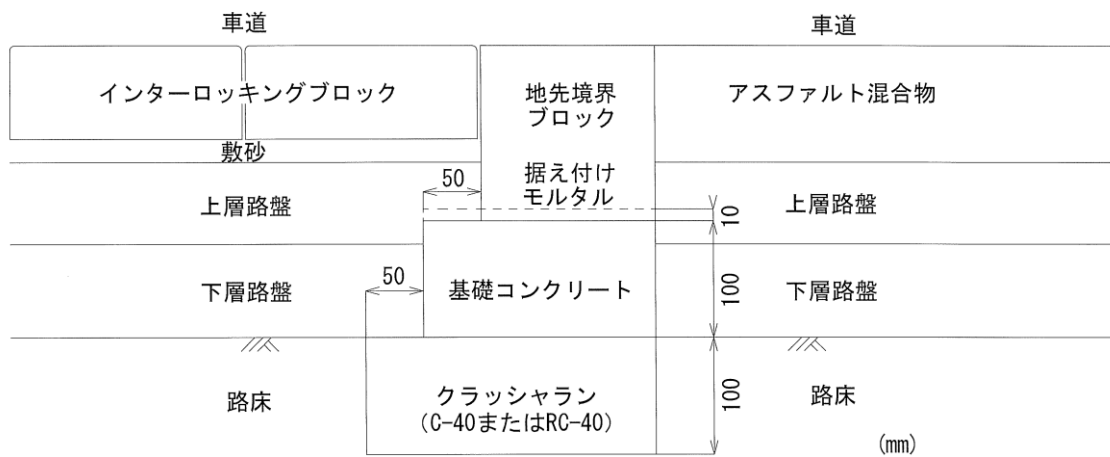 車道
車道
インターロッキングブロック
地先境界
ブロック
アスファルト混合物
敷砂
50
据え付け
モルタル
上層路盤
上層路盤
10
50
下層路盤
基礎コンクリート
100
下層路盤
路床
クラッシャラン
(C-40またはRC-40)
100
路床
(mm)